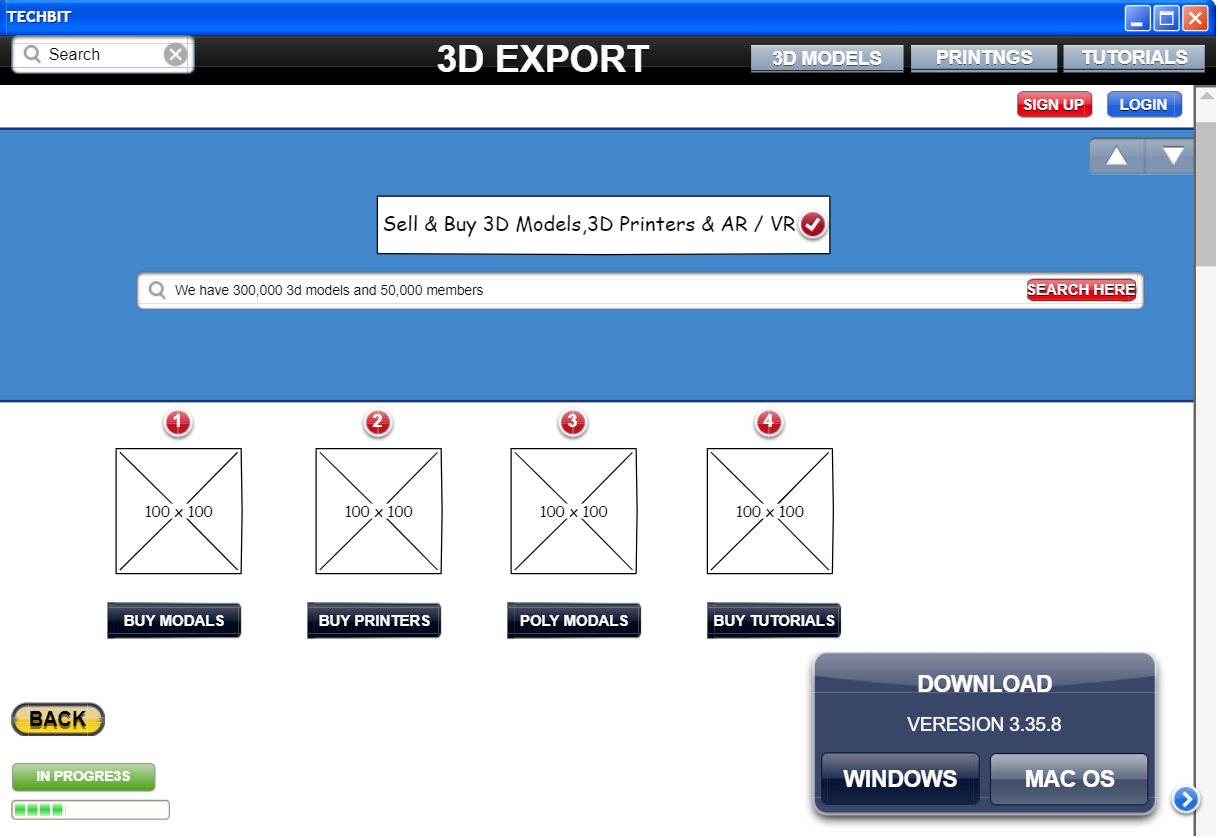 TECHBIT
Search
3D EXPORT
3D MODELS
PRINTNGS
TUTORIALS
SIGN UP
LOGIN
Sell & Buy 3D Models,3D Printers & AR / VR
We have 300,000 3d models and 50,000 members
SEARCH HERE
1
2
3
4
100 x 100
100 x 100
100 x 100
100 x 100
BUY MODALS
BUY PRINTERS
POLY MODALS
BUY TUTORIALS
DOWNLOAD
VERESION 3.35.8
WINDOWS
MAC OS
BACK
IN PROGRE3S